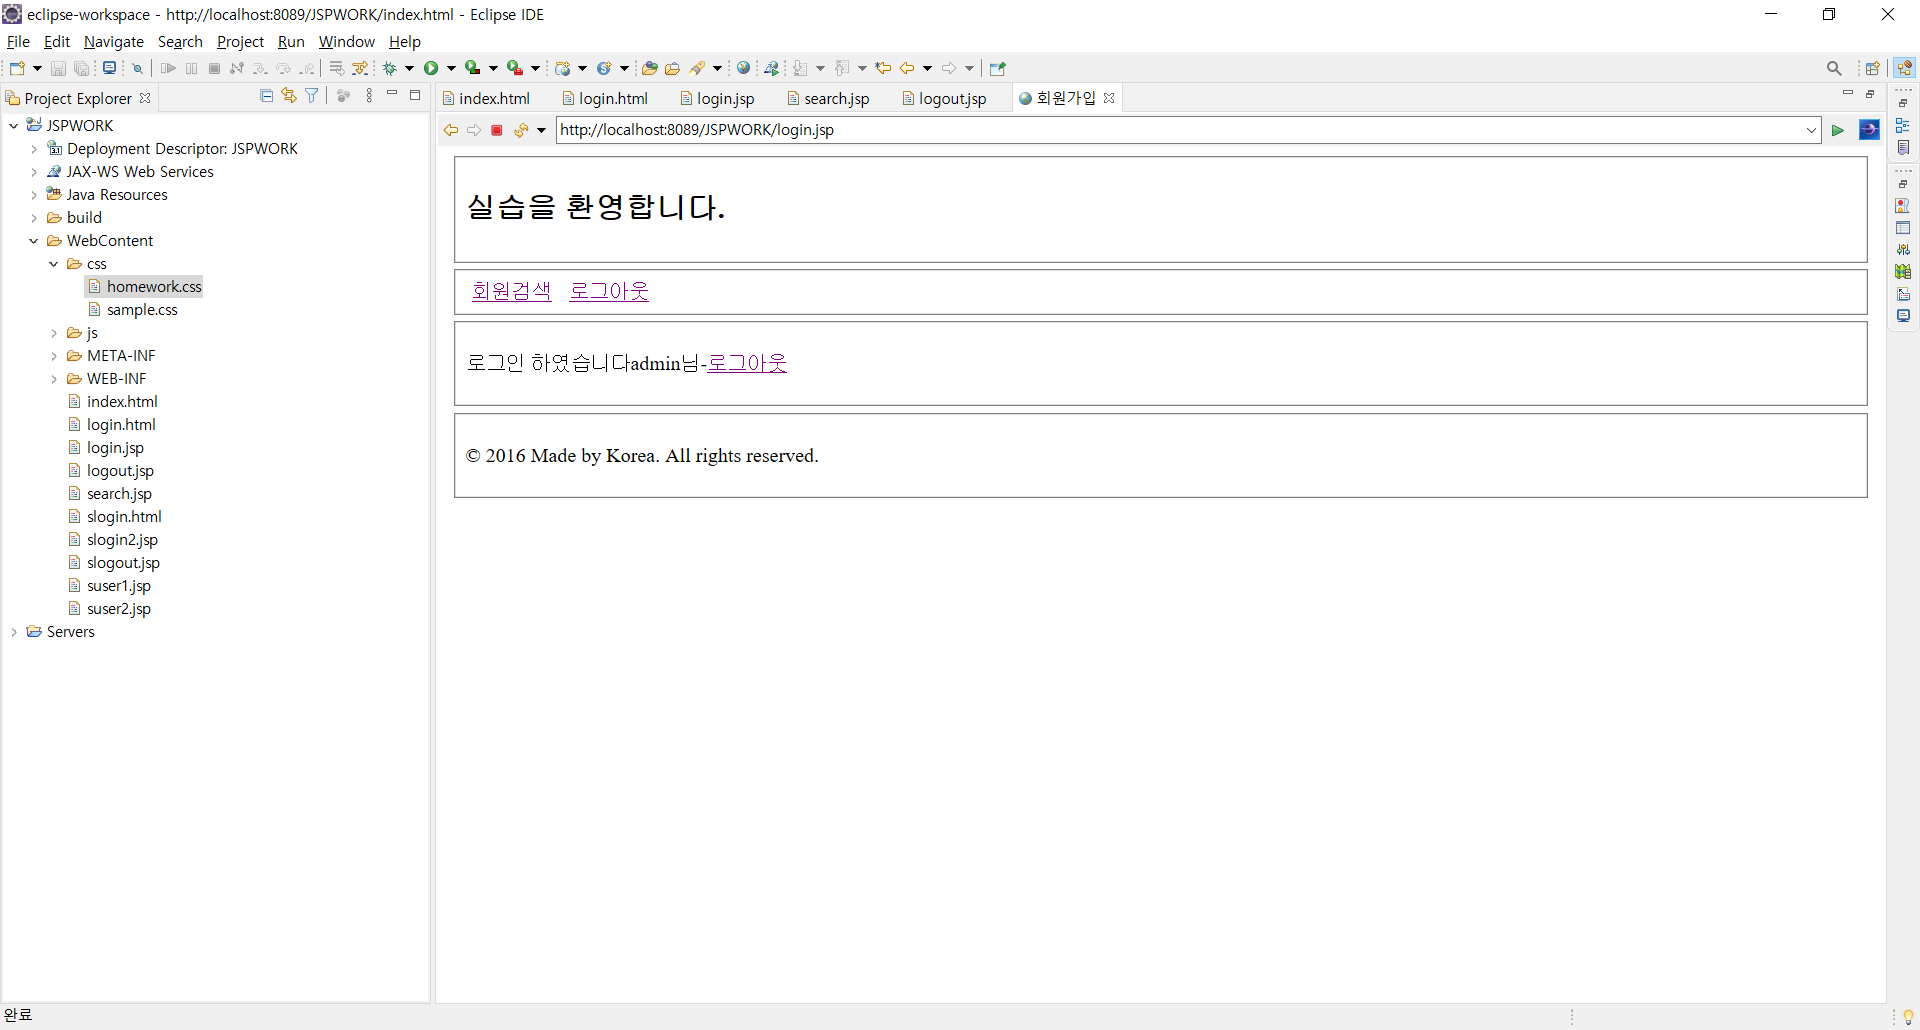 eclipse-workspace - http://localhost:8089/JSPWORK/index.html - Eclipse IDE
File Edit Navigate Search Project Run Window Help
Project Explorer
JSPWORK
Deployment Descriptor: JSPWORK
JAX-WS Web Services
Java Resources
build
WebContent
css
homework.css
sample.css
js
META-INF
WEB-INF
index.html
login.html
login.jsp
logout.jsp
search.jsp
slogin.html
slogin2.jsp
slogout.jsp
suser1.jsp
suser2.jsp
Servers
index.html login.html login.jsp search.jsp logout.jsp 회원가입
http://localhost:8089/JSPWORK/login.jsp
실습을 환영합니다.
회원검색 로그아웃
로그인 하였습니다admin님-로그아웃
© 2016 Made by Korea. All rights reserved.
완료